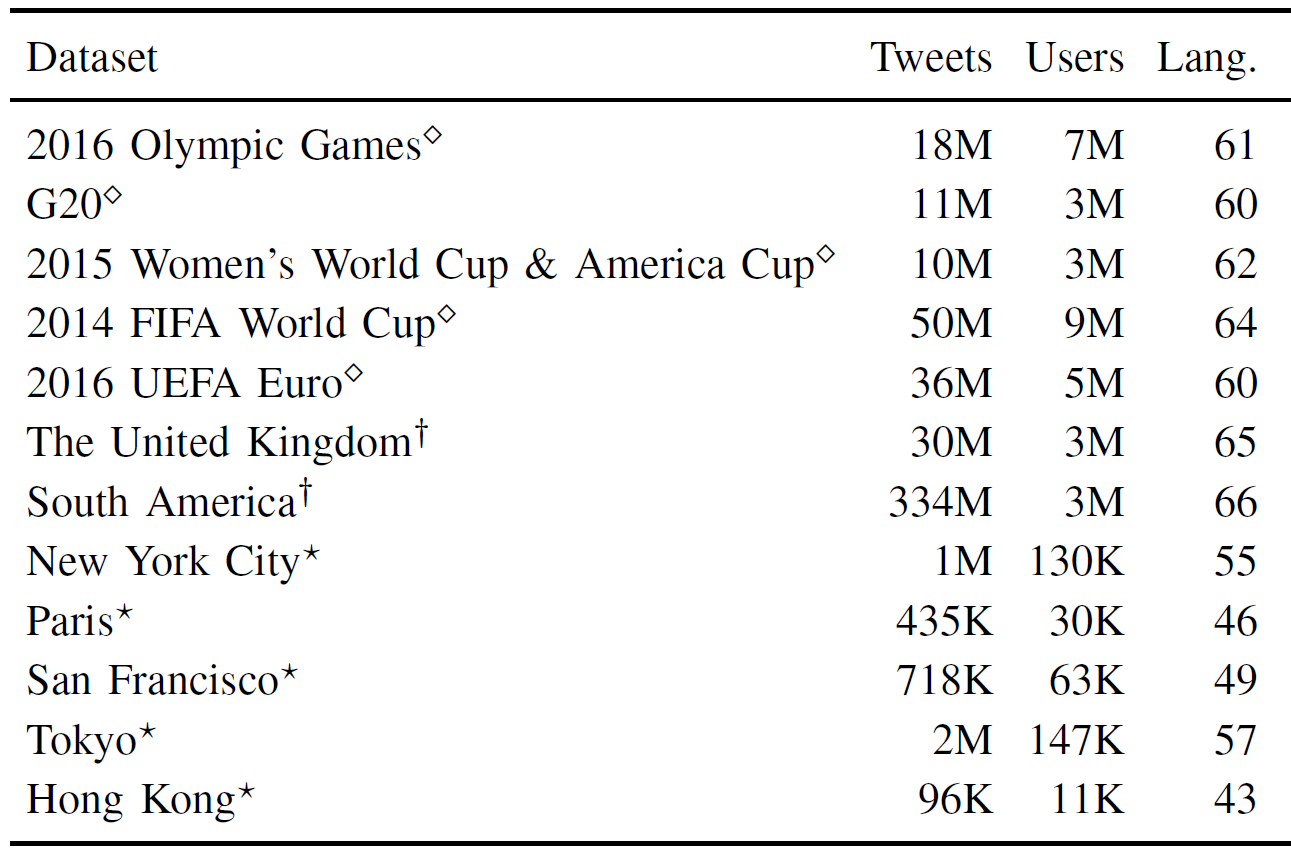 Dataset Tweets Users Lang.
2016 Olympic Games◇ 18M 7M 61
G20◇ 11M 3M 60
2015 Women’s World Cup & America Cup◇ 10M 3M 62
2014 FIFA World Cup◇ 50M 9M 64
2016 UEFA Euro◇ 36M 5M 60
The United Kingdom† 30M 3M 65
South America† 334M 3M 66
New York City⋆ 1M 130K 55
Paris⋆ 435K 30K 46
San Francisco⋆ 718K 63K 49
Tokyo⋆ 2M 147K 57
Hong Kong⋆ 96K 11K 43